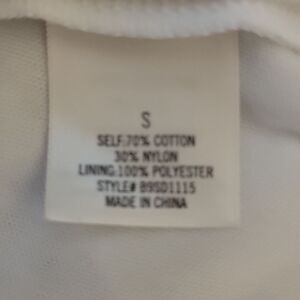 S
SELF:70% COTTON
30% NYLON
LINING:100% POLYESTER
STYLE# B9SD1115
MADE IN CHINA